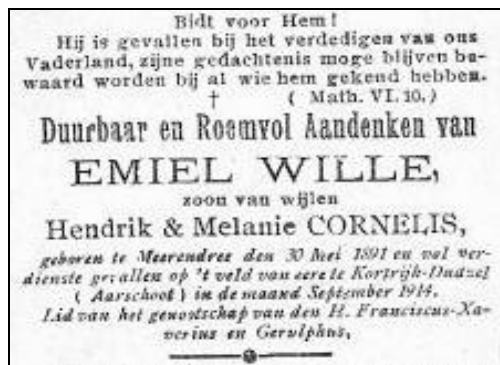 Bidt voor Hem!
Hij is gevallen bij het verdedigen van ons
Vaderland, zijne gedachtenis moge blijven be-
waard worden bij al wie hem gekend hebben.
† ( Math. VI. 10.)
Duurbaar en Roemvol Aandenken van
EMIEL WILLE,
zoon van wijlen
Hendrik & Melanie CORNELIS,
geboren te Meerendree den 30 Mei 1891 en vol ver-
dienste gevallen op 't veld van eere te Kortrijk-Dutzel
( Aarschoot ) in de maand September 1914.
Lid van het genootschap van den H. Franciscus-Xa-
verius en Gerulphus,